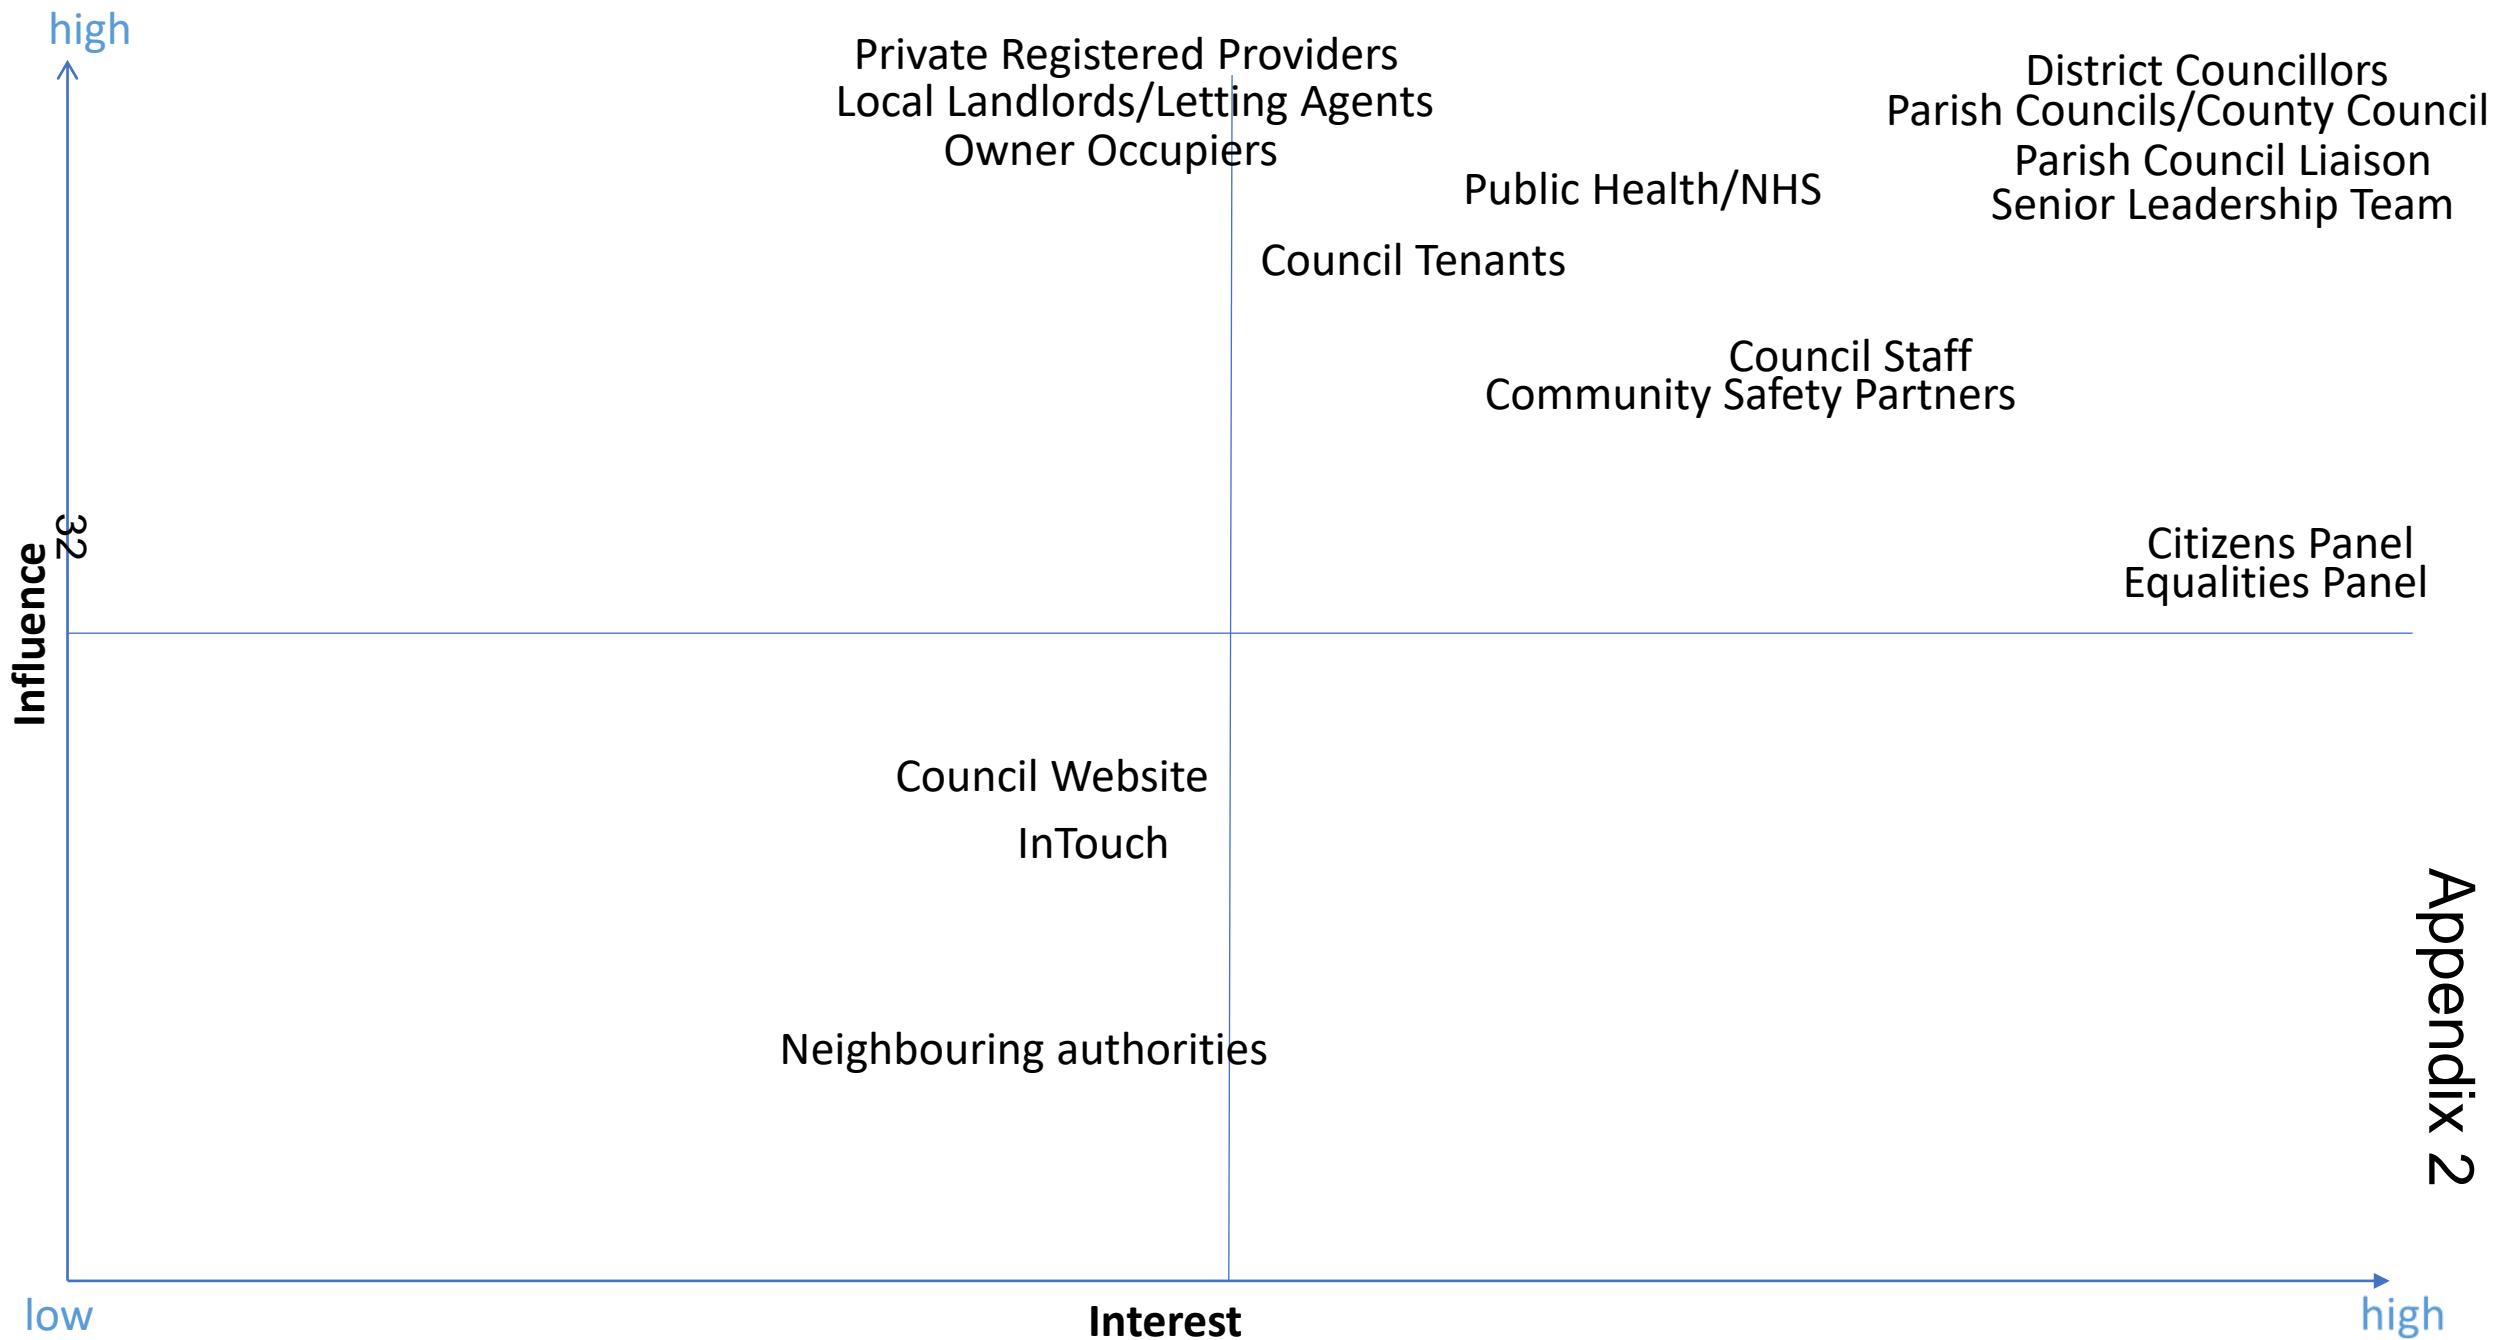 high
Private Registered Providers
Local Landlords/Letting Agents
Owner Occupiers
District Councillors
Parish Councils/County Council
Parish Council Liaison
Senior Leadership Team
Public Health/NHS
Council Tenants
Council Staff
Community Safety Partners
32
Influence
Citizens Panel
Equalities Panel
Council Website
InTouch
Appendix 2
Neighbouring authorities
low
Interest
high